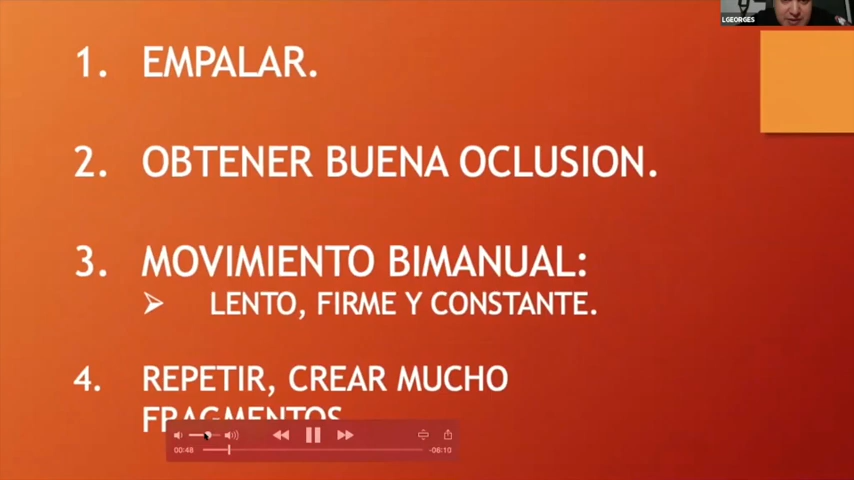 LGEORGES
1. EMPALAR.
2. OBTENER BUENA OCLUSION.
3. MOVIMIENTO BIMANUAL:
➢ LENTO, FIRME Y CONSTANTE.
4. REPETIR, CREAR MUCHO
FRAGMENTOS
00:48 -06:10